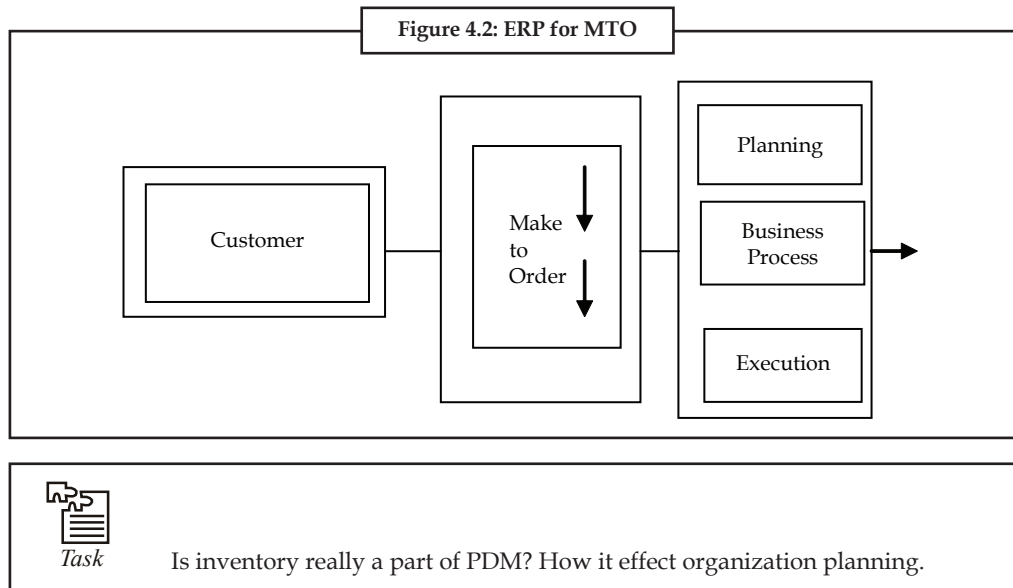 Figure 4.2: ERP for MTO
Customer
Make
to
Order
Planning
Business
Process
Execution
Task
Is inventory really a part of PDM? How it effect organization planning.